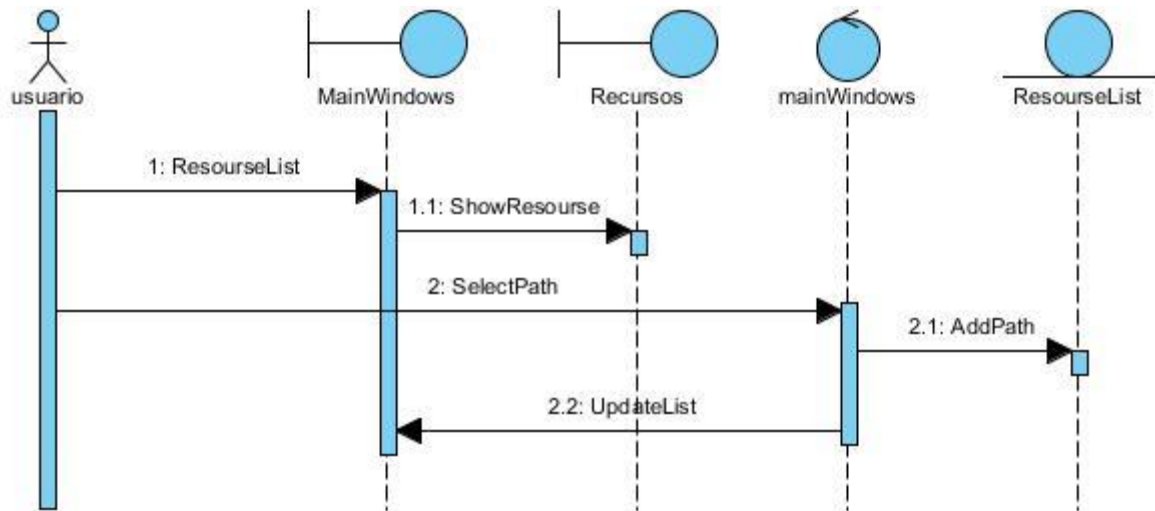 usuario
MainWindows
Recursos
mainWindows
ResourseList
1: ResourseList
1.1: ShowResourse
2: SelectPath
2.1: AddPath
2.2: UpdateList